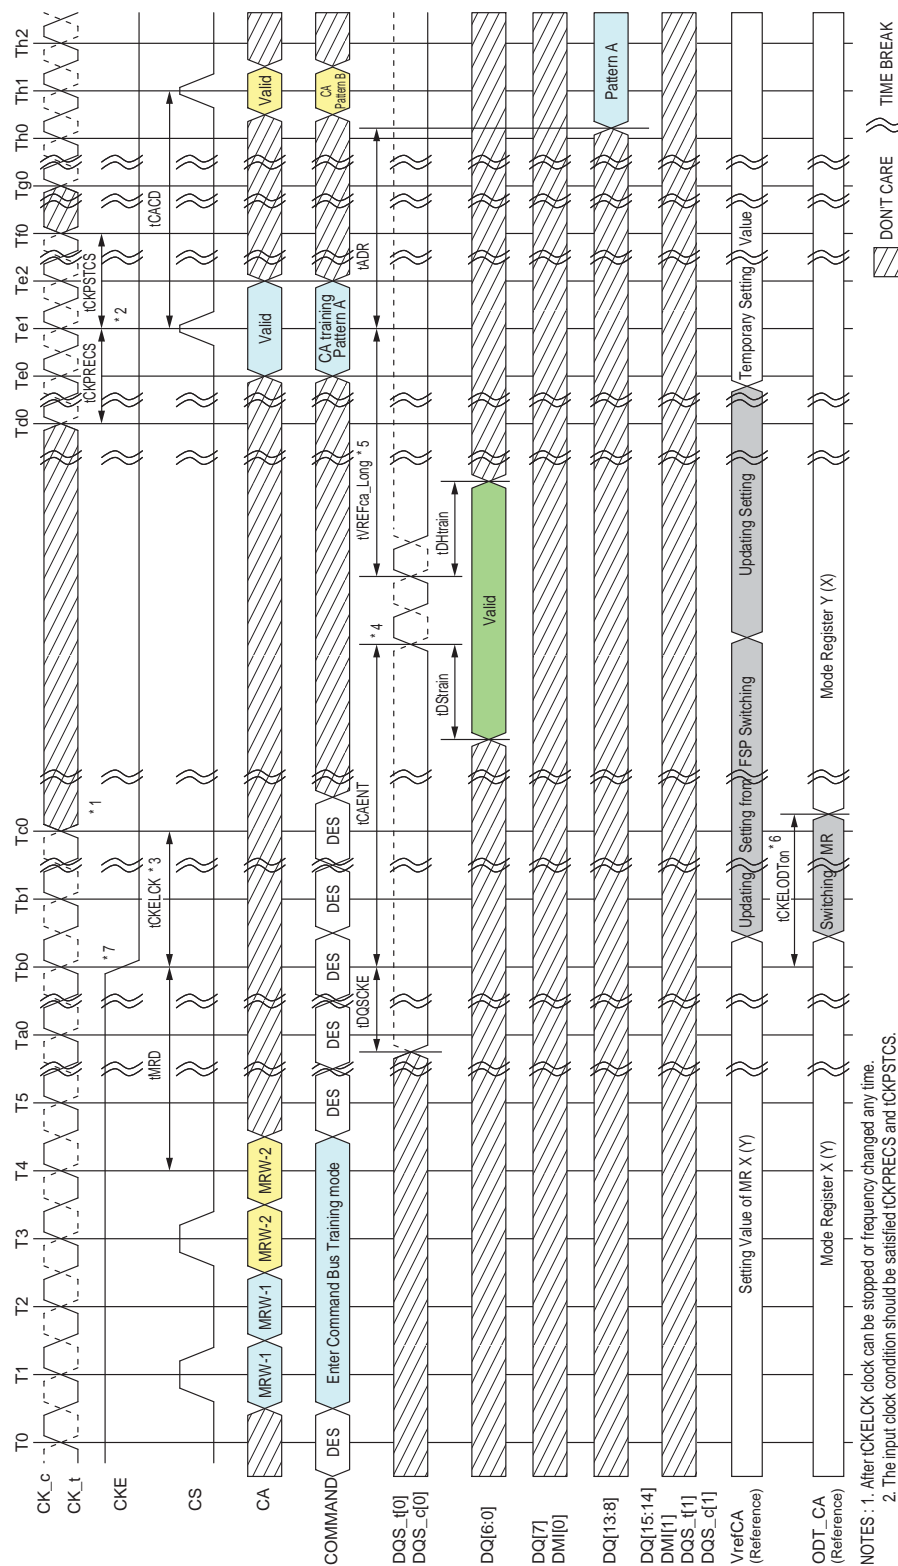 T0 T1 T2 T3 T4 T5 Ta0 Tb0 Tb1 Tc0 Td0 Te0 Te1 Te2 Tf0 Tg0 Th0 Th1 Th2
CK_c
CK_t
* 1
tCKPRECS
tCKPSTCS
* 2
CKE
* 7
tMRD
tCKELCK * 3
tCACD
CS
CA
MRW-1 MRW-1 MRW-2 MRW-2 Valid Valid
COMMAND
DES
Enter Command Bus Training mode
DES DES DES DES DES
CA training
Pattern A
CA
Pattern B
tDQSCKE
tCAENT
* 4
tVREFca_Long * 5
tADR
DQS_t[0]
DQS_c[0]
tDStrain
tDHtrain
DQ[6:0]
Valid
DQ[7]
DMI[0]
DQ[13:8]
Pattern A
DQ[15:14]
DMI[1]
DQS_t[1]
DQS_c[1]
VrefCA
(Reference)
Setting Value of MR X (Y)
Updating Setting from FSP Switching
Updating Setting
Temporary Setting Value
tCKELODTon
* 6
ODT_CA
(Reference)
Mode Register X (Y)
Switching MR
Mode Register Y (X)
DON'T CARE
TIME BREAK
NOTES : 1. After tCKELCK clock can be stopped or frequency changed any time.
2. The input clock condition should be satisfied tCKPRECS and tCKPSTCS.